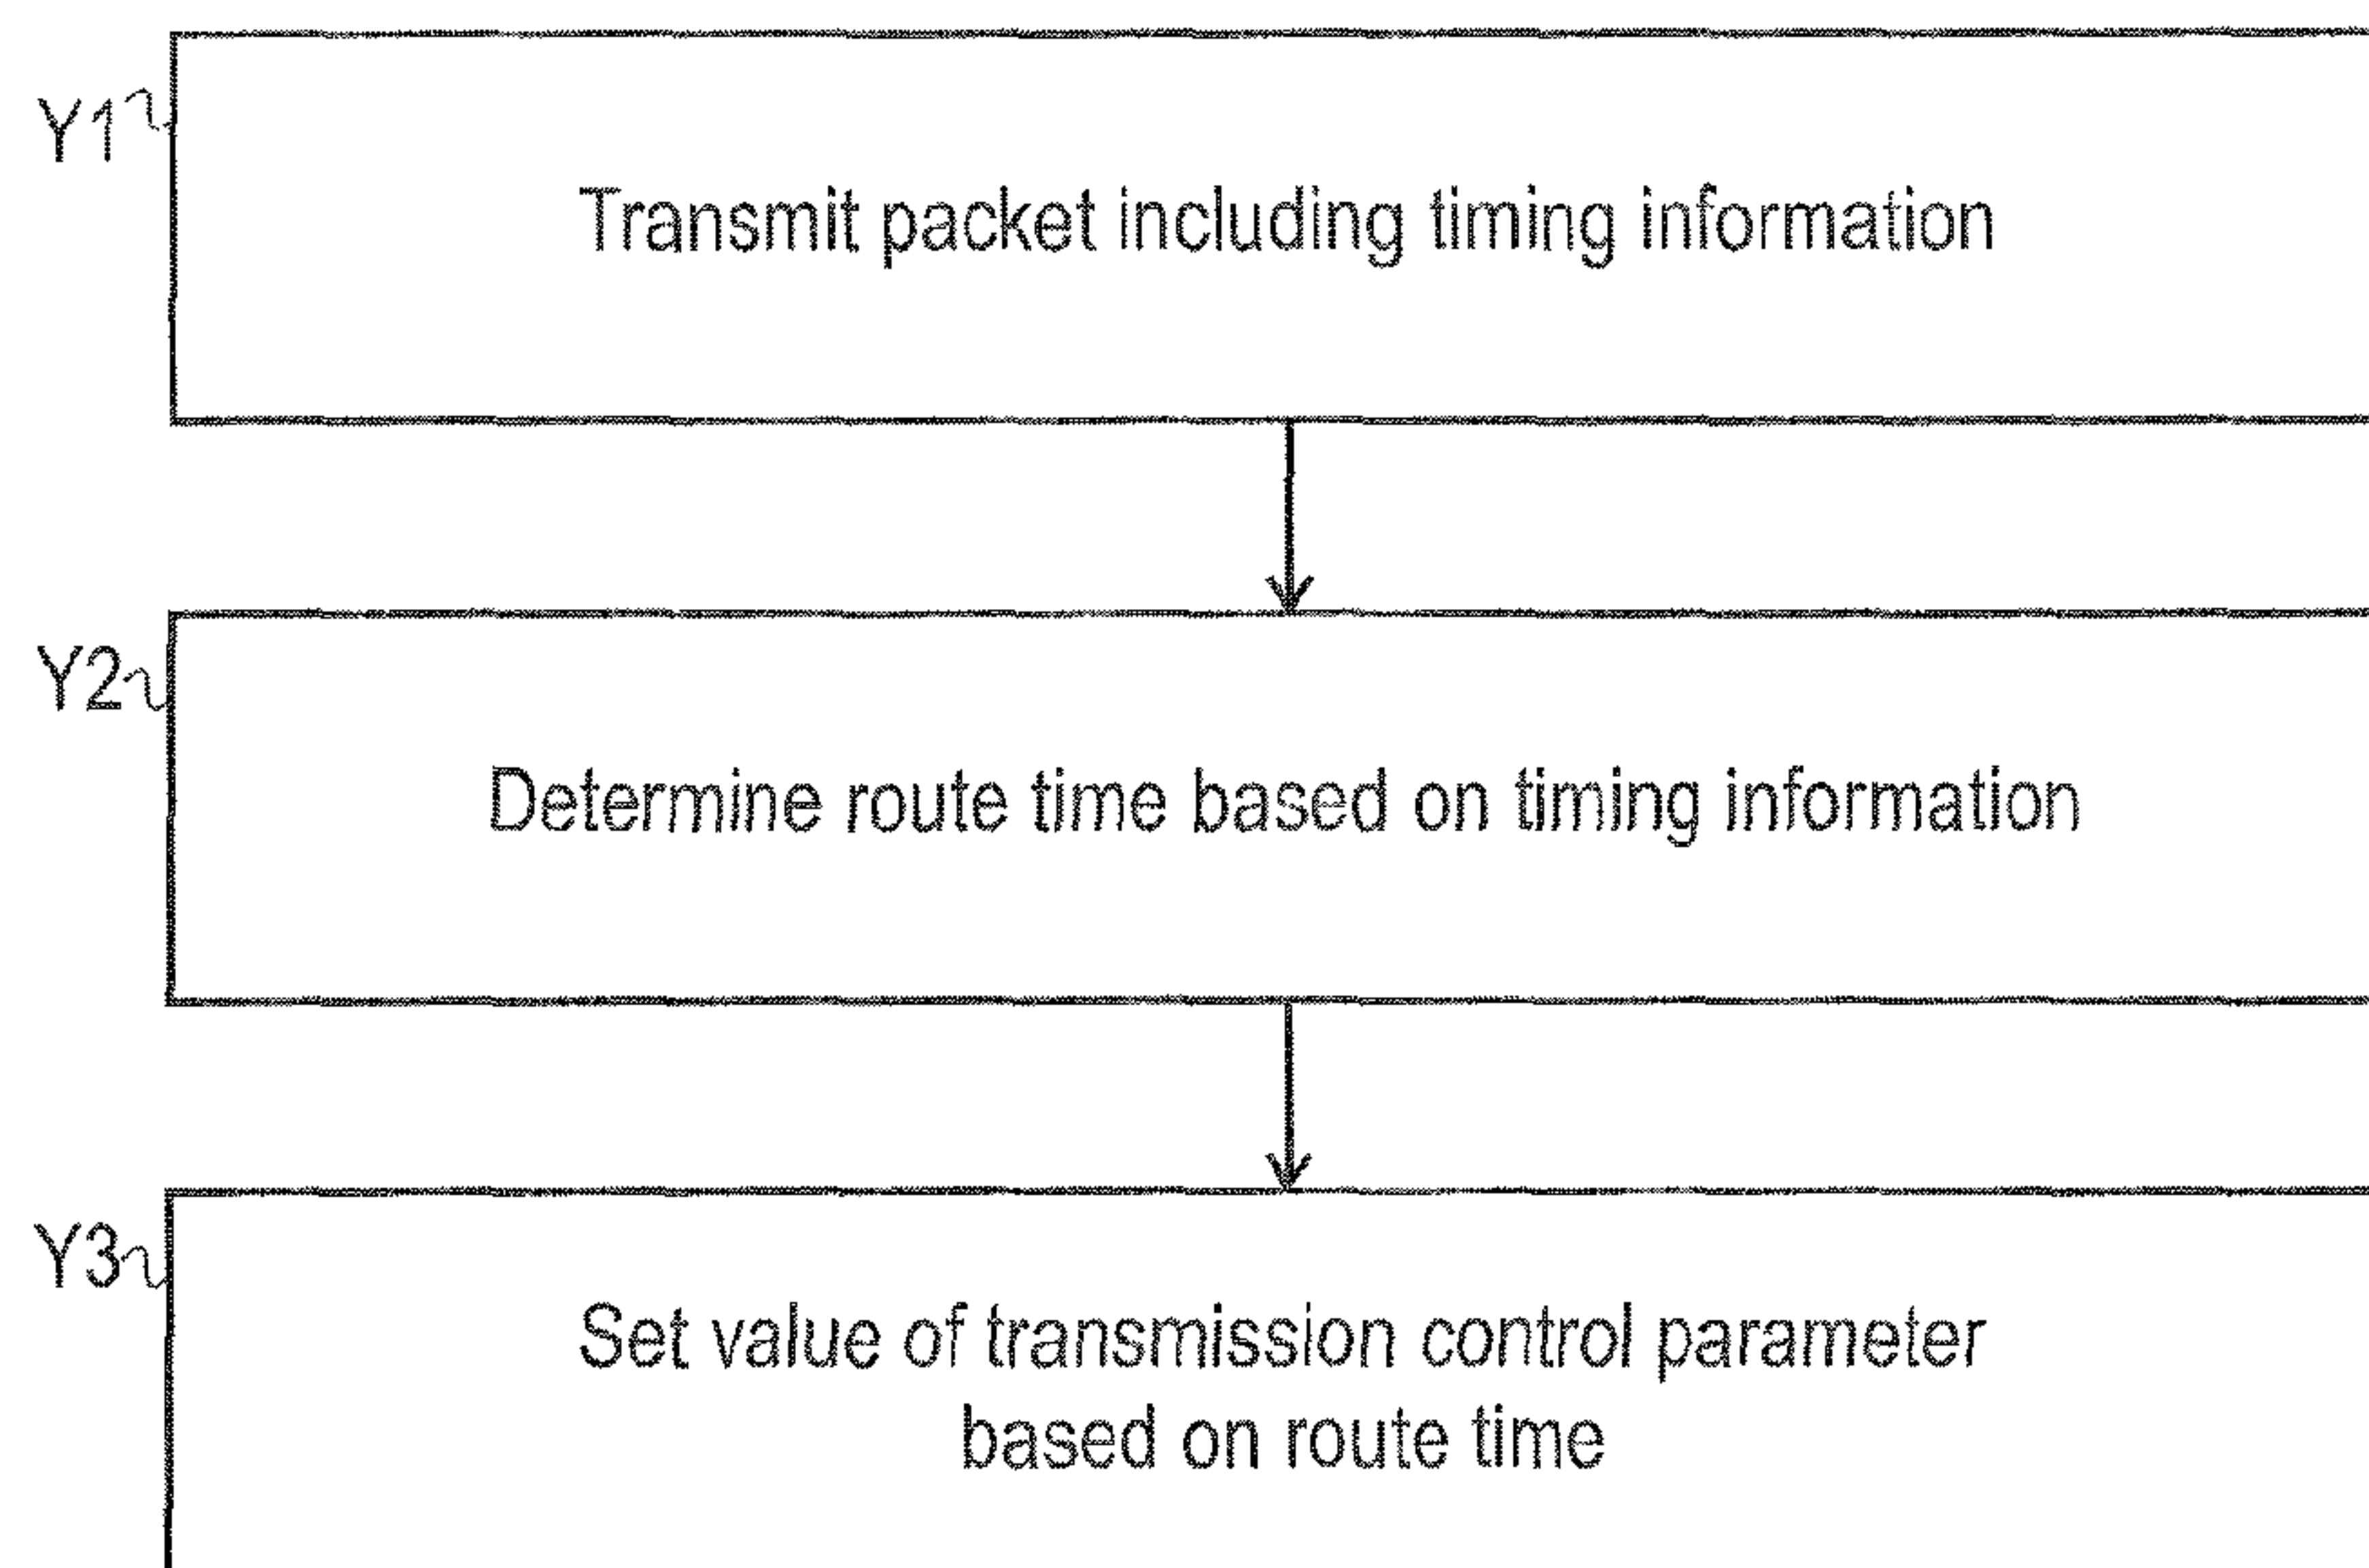 Y1
Transmit packet including timing information
Y2
Determine route time based on timing information
Y3
Set value of transmission control parameter
based on route time